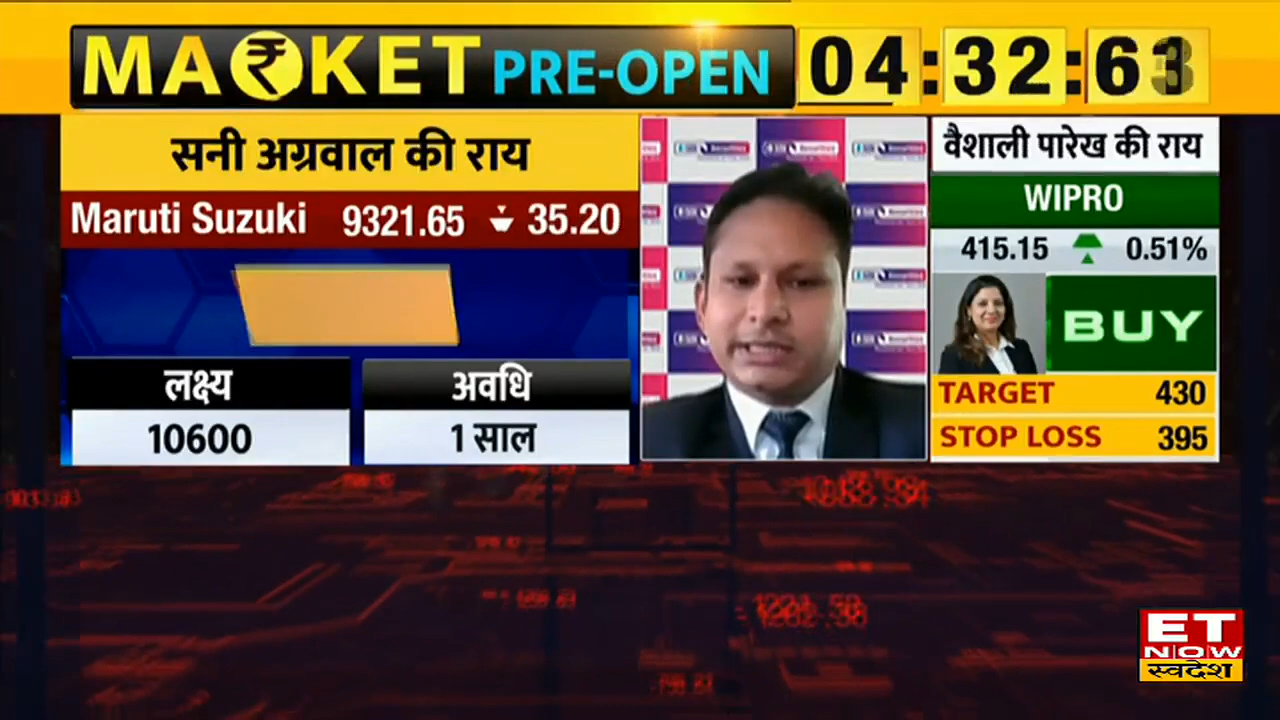 MA₹KET PRE-OPEN
04:32:6
सनी अग्रवाल की राय
Maruti Suzuki 9321.65 35.20
लक्ष्य
10600
अवधि
1 साल
वैशाली पारेख की राय
WIPRO
415.15 0.51%
BUY
TARGET 430
STOP LOSS 395
ET
NOW
स्वदेश